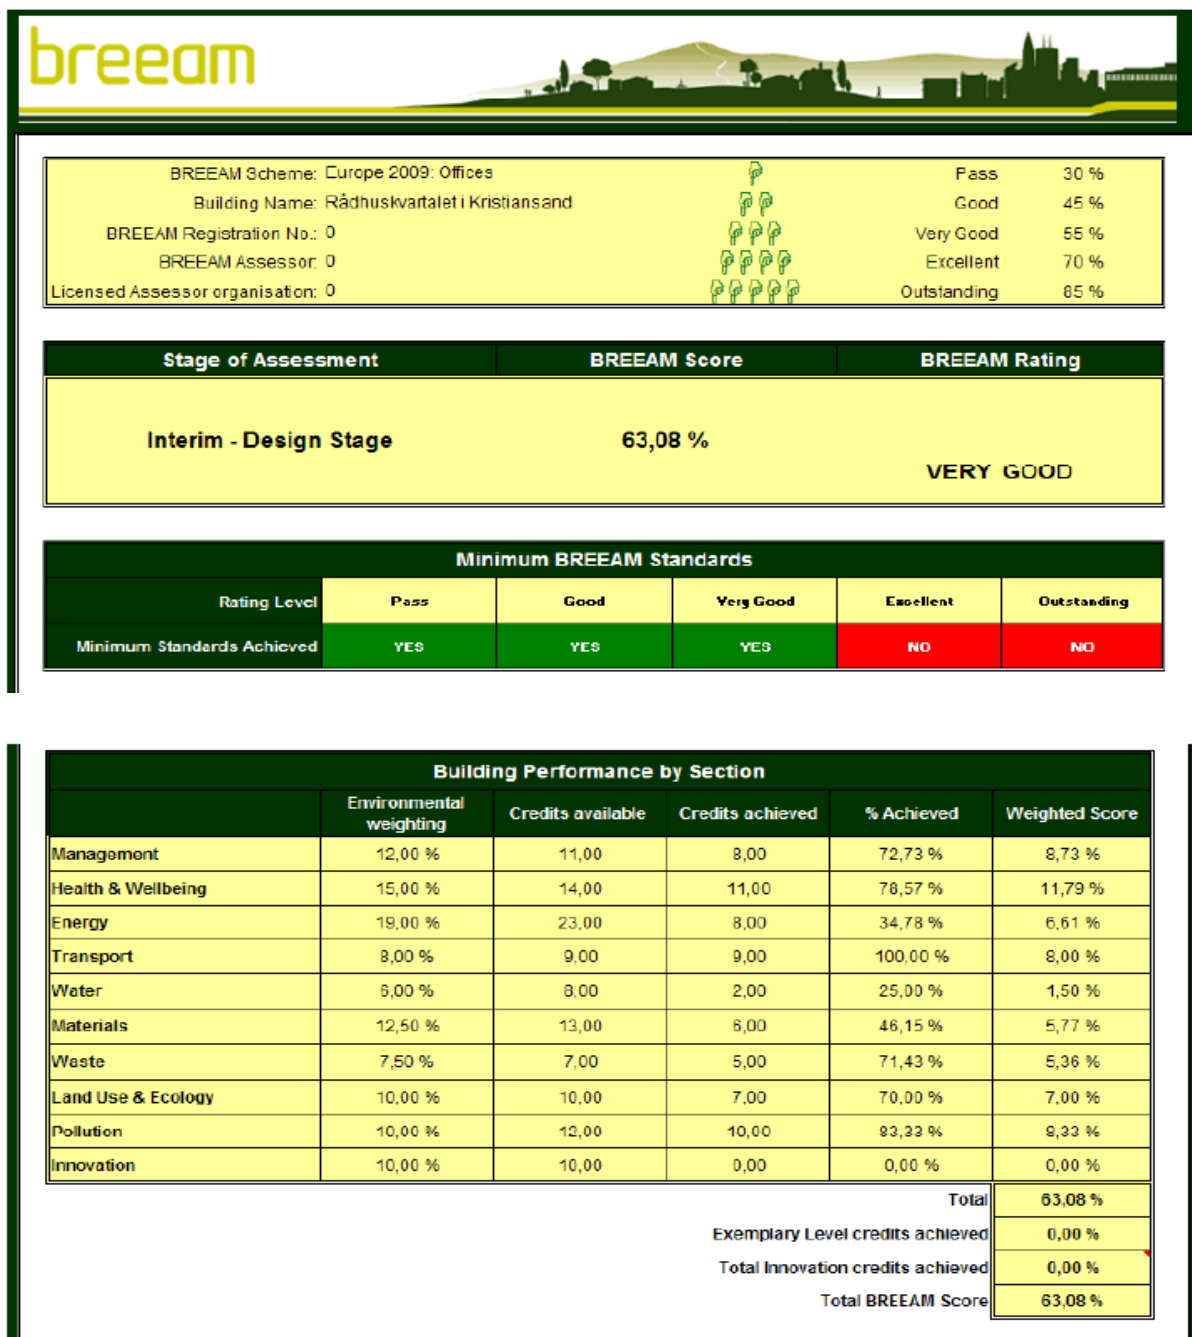 breeam
BREEAM Scheme: Europe 2009: Offices Pass 30 %
Building Name: Rådhuskvartalet i Kristiansand Good 45 %
BREEAM Registration No.: 0 Very Good 55 %
BREEAM Assessor: 0 Excellent 70 %
Licensed Assessor organisation: 0 Outstanding 85 %
Stage of Assessment BREEAM Score BREEAM Rating
Interim - Design Stage 63,08 %
VERY GOOD
Minimum BREEAM Standards
Rating Level Pass Good Very Good Excellent Outstanding
Minimum Standards Achieved YES YES YES NO NO
Building Performance by Section
Environmental weighting Credits available Credits achieved % Achieved Weighted Score
Management 12,00 % 11,00 8,00 72,73 % 8,73 %
Health & Wellbeing 15,00 % 14,00 11,00 78,57 % 11,79 %
Energy 19,00 % 23,00 8,00 34,78 % 6,61 %
Transport 8,00 % 9,00 9,00 100,00 % 8,00 %
Water 6,00 % 8,00 2,00 25,00 % 1,50 %
Materials 12,50 % 13,00 6,00 46,15 % 5,77 %
Waste 7,50 % 7,00 5,00 71,43 % 5,36 %
Land Use & Ecology 10,00 % 10,00 7,00 70,00 % 7,00 %
Pollution 10,00 % 12,00 10,00 83,33 % 8,33 %
Innovation 10,00 % 10,00 0,00 0,00 % 0,00 %
Total 63,08 %
Exemplary Level credits achieved 0,00 %
Total Innovation credits achieved 0,00 %
Total BREEAM Score 63,08 %